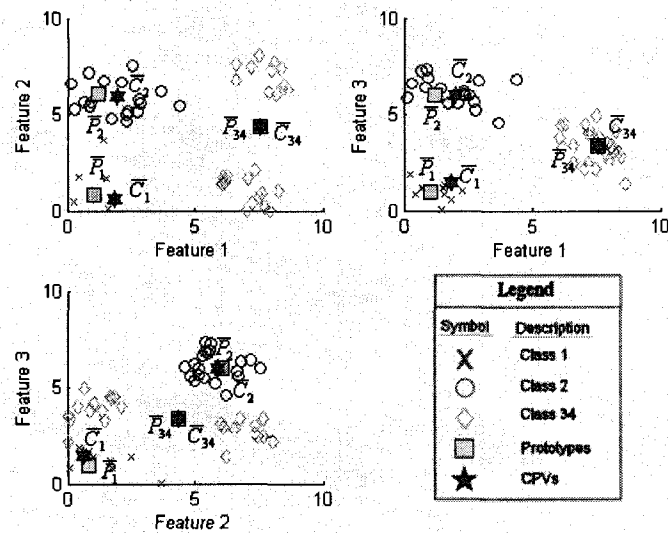 10
5
0
0
5
10
Feature 2
Feature 1
C̅₂
P̅₂
P̅₃₄
C̅₃₄
P̅₁
C̅₁
10
5
0
0
5
10
Feature 3
Feature 1
C̅₂
P̅₂
C̅₃₄
P̅₃₄
P̅₁
C̅₁
10
5
0
0
5
10
Feature 3
Feature 2
P̅₂
C̅₂
P̅₃₄
C̅₃₄
C̅₁
P̅₁
Legend
Symbol Description
Class 1
Class 2
Class 34
Prototypes
CPVs